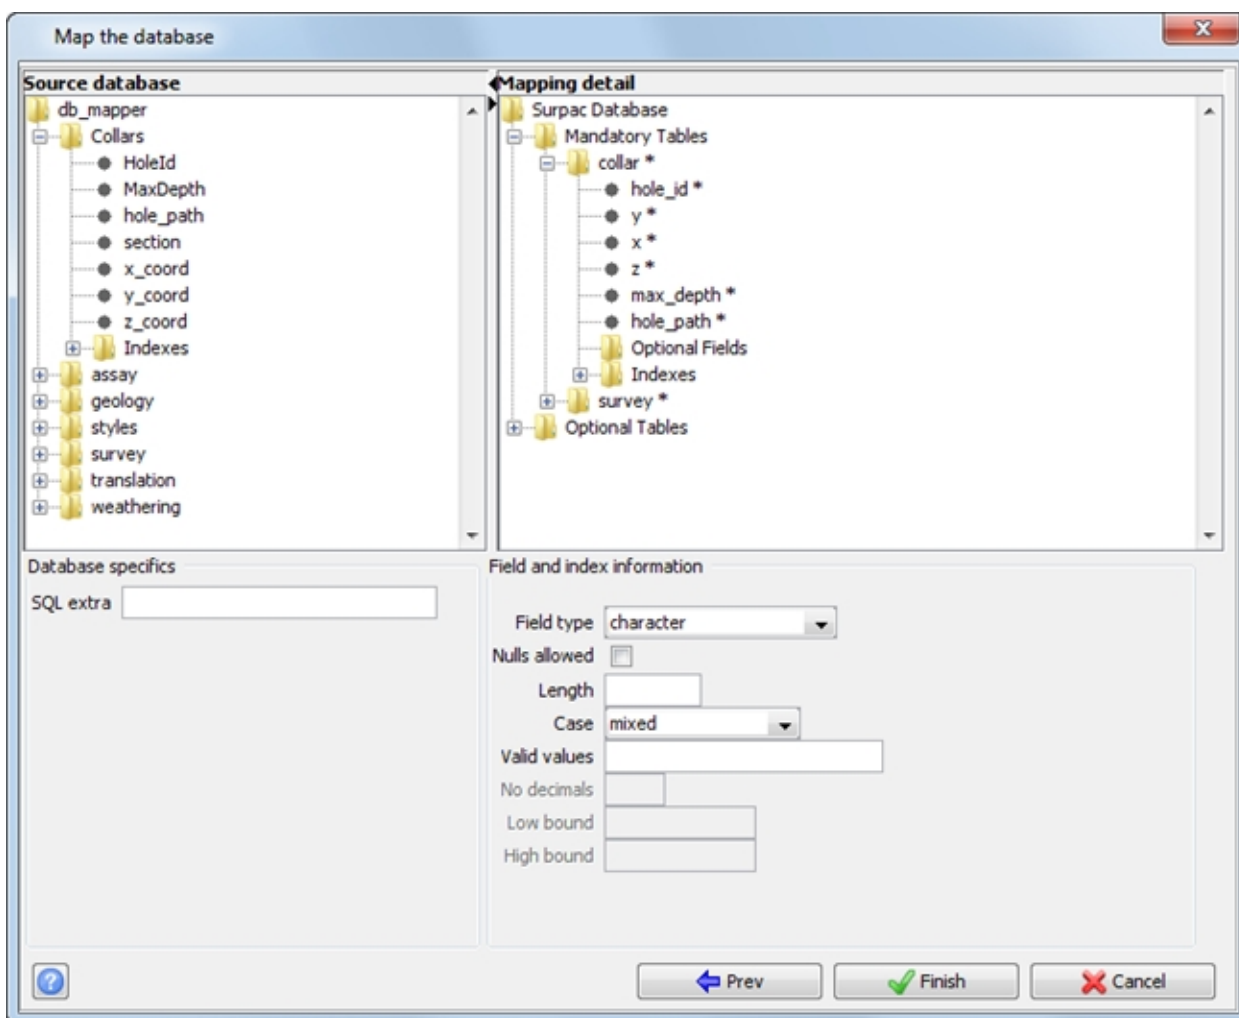 Map the database
Source database
db_mapper
Collars
HoleId
MaxDepth
hole_path
section
x_coord
y_coord
z_coord
Indexes
assay
geology
styles
survey
translation
weathering
Mapping detail
Surpac Database
Mandatory Tables
collar *
hole_id *
y *
x *
z *
max_depth *
hole_path *
Optional Fields
Indexes
survey *
Optional Tables
Database specifics
SQL extra
Field and index information
Field type character
Nulls allowed
Length
Case mixed
Valid values
No decimals
Low bound
High bound
? Prev Finish Cancel